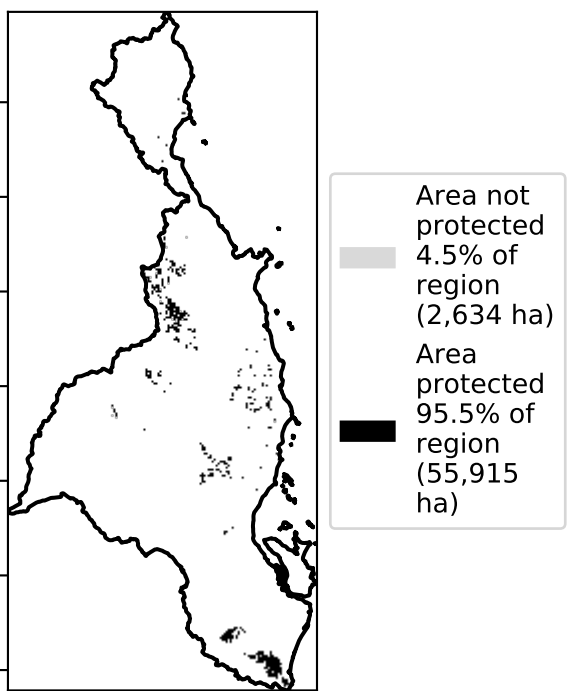 Area not
protected
4.5% of
region
(2,634 ha)
Area
protected
95.5% of
region
(55,915
ha)